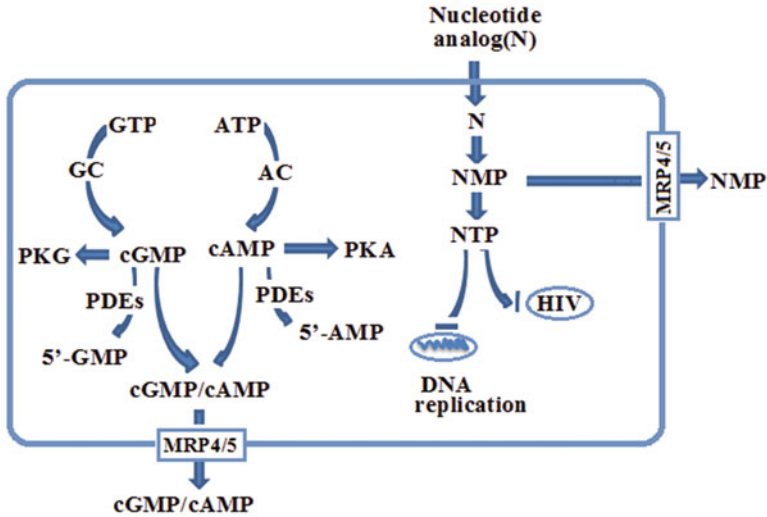 Nucleotide
analog(N)
GTP
ATP
N
GC
AC
NMP
MRP4/5
NMP
NTP
PKG
cGMP
cAMP
PKA
PDEs
PDEs
HIV
5’-GMP
5’-AMP
cGMP/cAMP
DNA
replication
MRP4/5
cGMP/cAMP